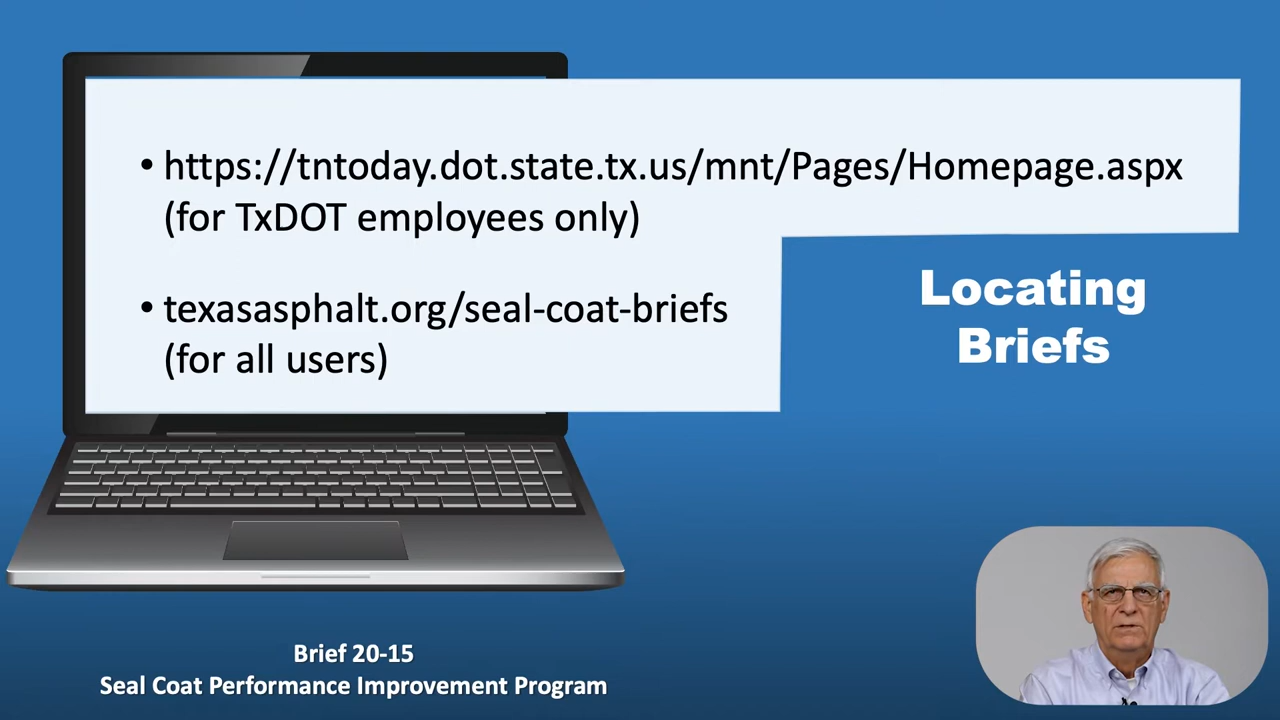 • https://tntoday.dot.state.tx.us/mnt/Pages/Homepage.aspx
(for TxDOT employees only)
• texasasphalt.org/seal-coat-briefs
(for all users)
Locating
Briefs
Brief 20-15
Seal Coat Performance Improvement Program